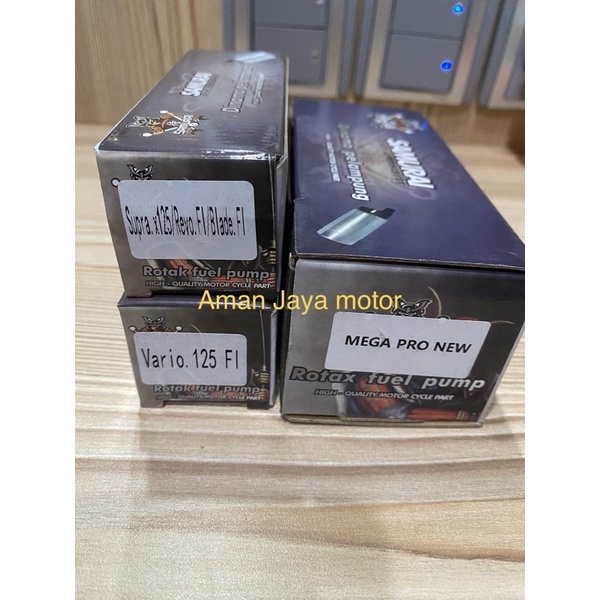 SAMURAI
Supra.x125/Revo.FI/Blade.FI
Rotak fuel pump
HIGH - QUALITY MOTOR CYCLE PART
Vario.125 FI
Rotak fuel pump
HIGH - QUALITY MOTOR CYCLE PART
SAMURAI
MEGA PRO NEW
Rotax fuel pump
HIGH - QUALITY MOTOR CYCLE PART
Aman Jaya motor